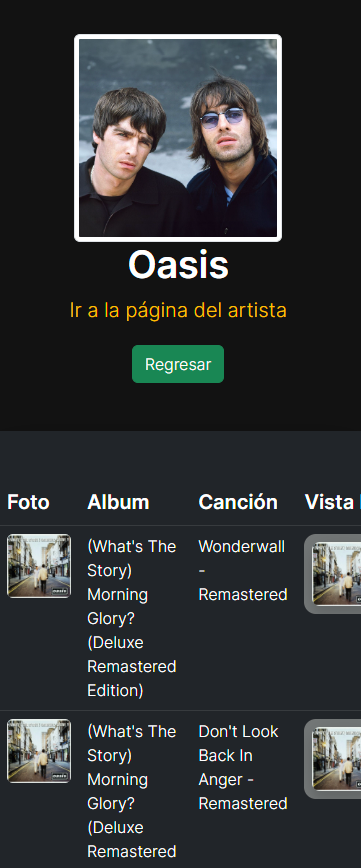 Oasis
Ir a la página del artista
Regresar
Foto Album Canción Vista
(What's The
Story)
Morning
Glory?
(Deluxe
Remastered
Edition)
Wonderwall
-
Remastered
(What's The
Story)
Morning
Glory?
(Deluxe
Remastered
Don't Look
Back In
Anger -
Remastered